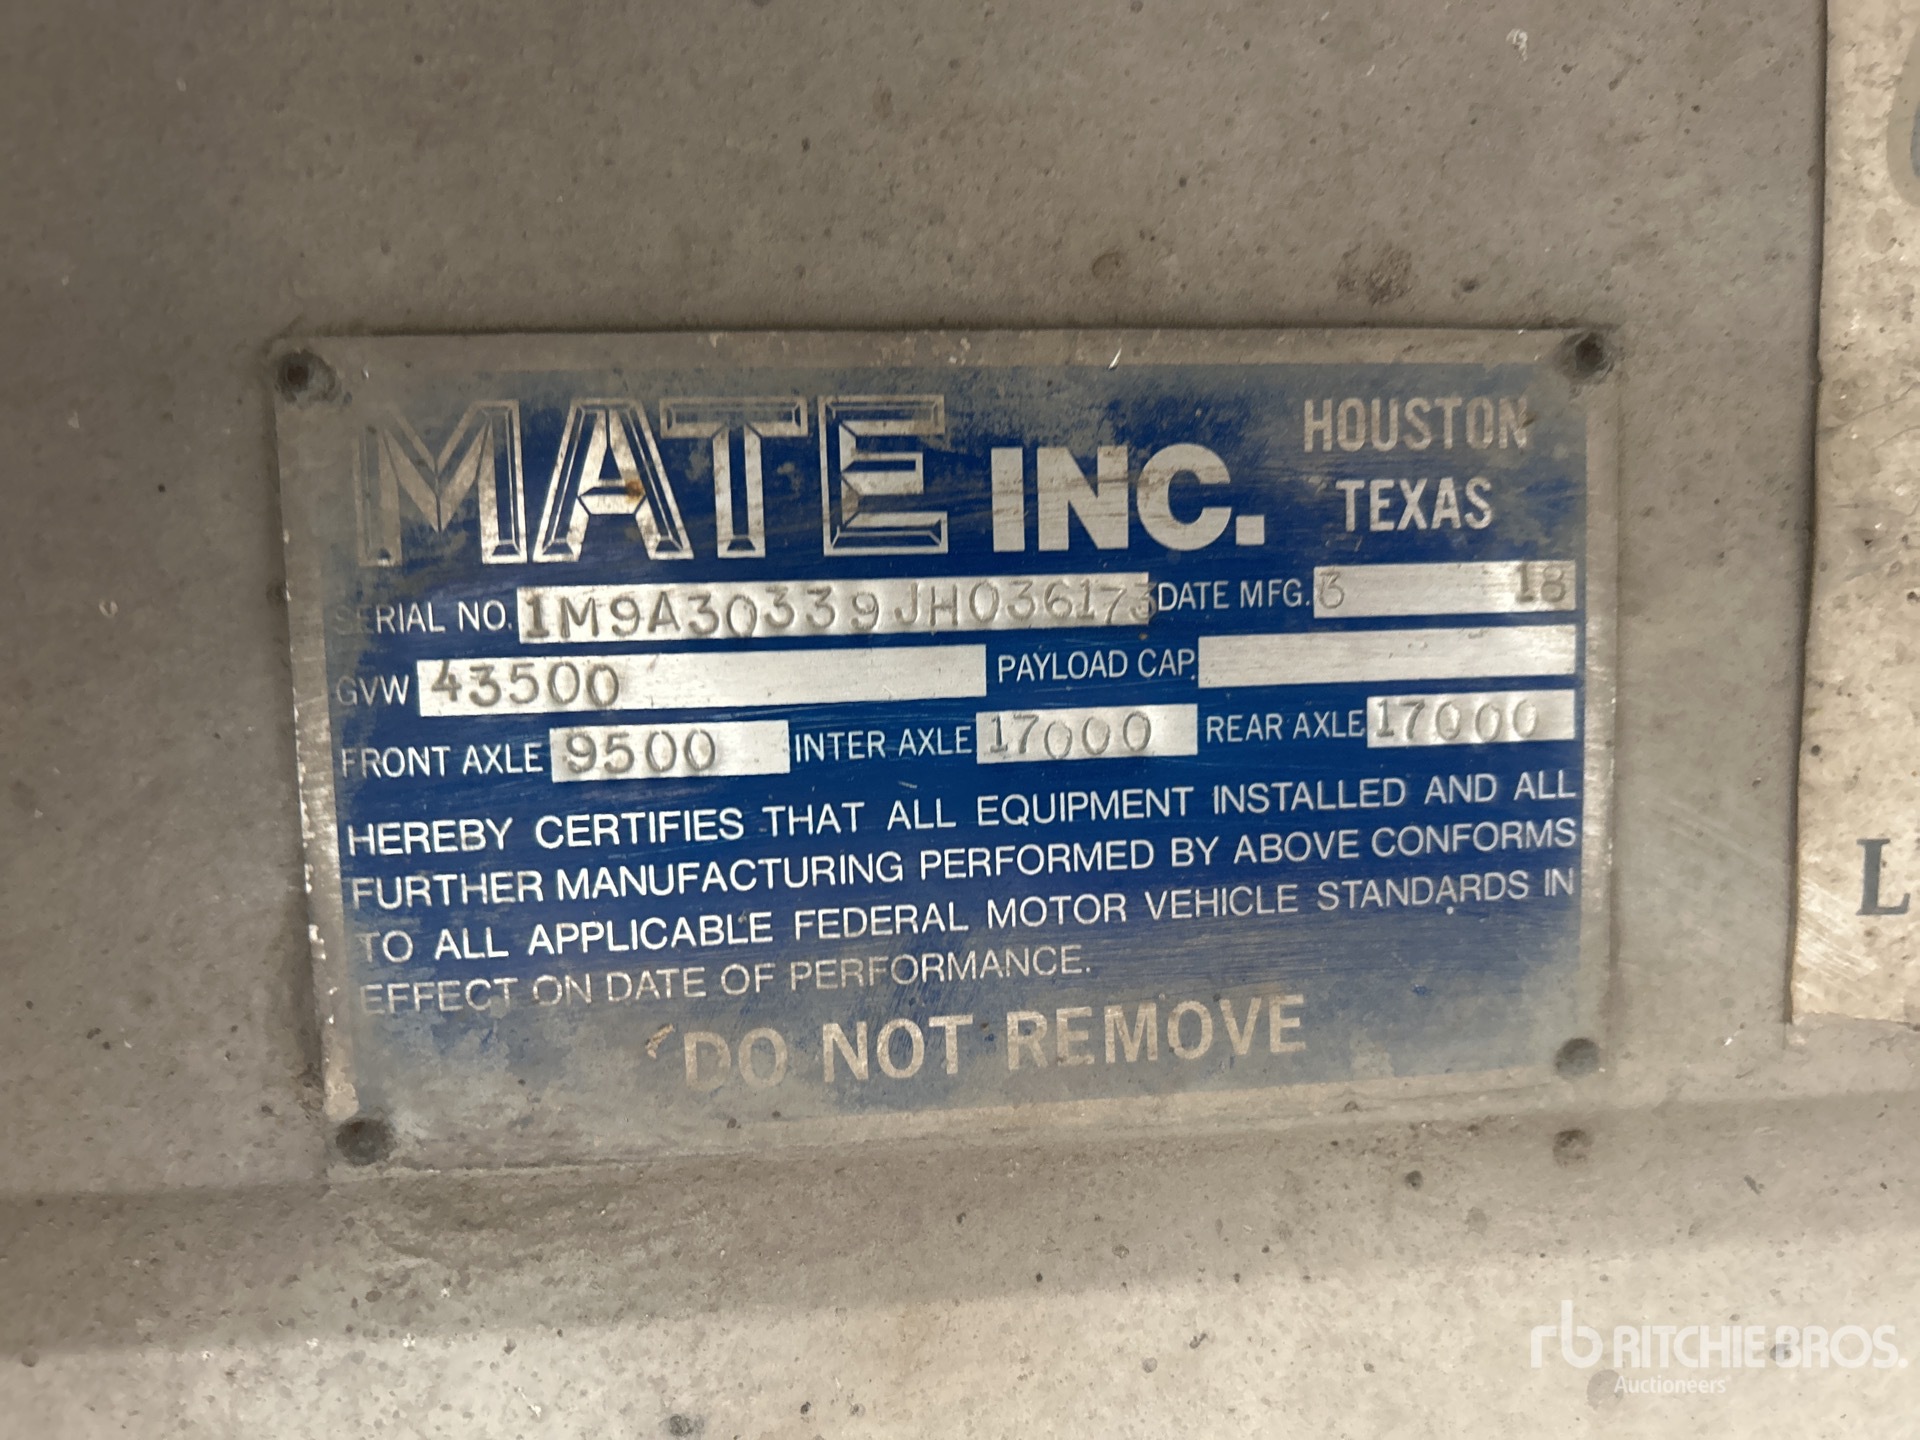 MATE INC.
HOUSTON
TEXAS
SERIAL NO. 1M9A30339JH036173 DATE MFG. 3 18
GVW 43500 PAYLOAD CAP.
FRONT AXLE 9500 INTER AXLE 17000 REAR AXLE 17000
HEREBY CERTIFIES THAT ALL EQUIPMENT INSTALLED AND ALL
FURTHER MANUFACTURING PERFORMED BY ABOVE CONFORMS
TO ALL APPLICABLE FEDERAL MOTOR VEHICLE STANDARDS IN
EFFECT ON DATE OF PERFORMANCE.
DO NOT REMOVE
L
rb RITCHIE BROS.
Auctioneers